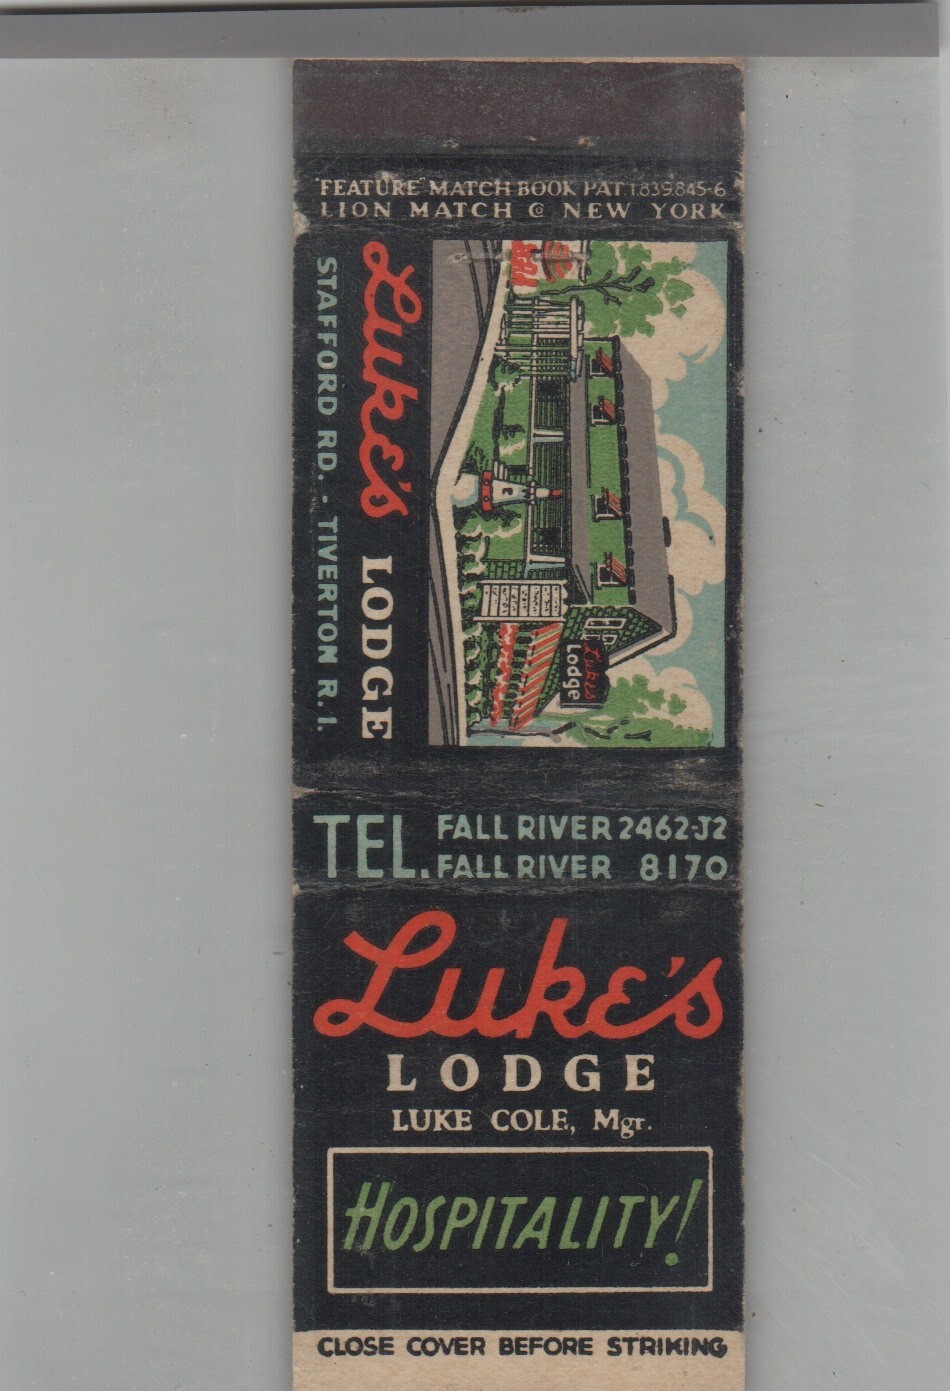 "FEATURE" MATCH BOOK PAT 1.839.845-6
LION MATCH Co NEW YORK
Luke's LODGE
STAFFORD RD. - TIVERTON R.I.
Luke's
Lodge
TEL. FALL RIVER 2462-J2
FALL RIVER 8170
Luke's
LODGE
LUKE COLE, Mgr.
HOSPITALITY!
CLOSE COVER BEFORE STRIKING